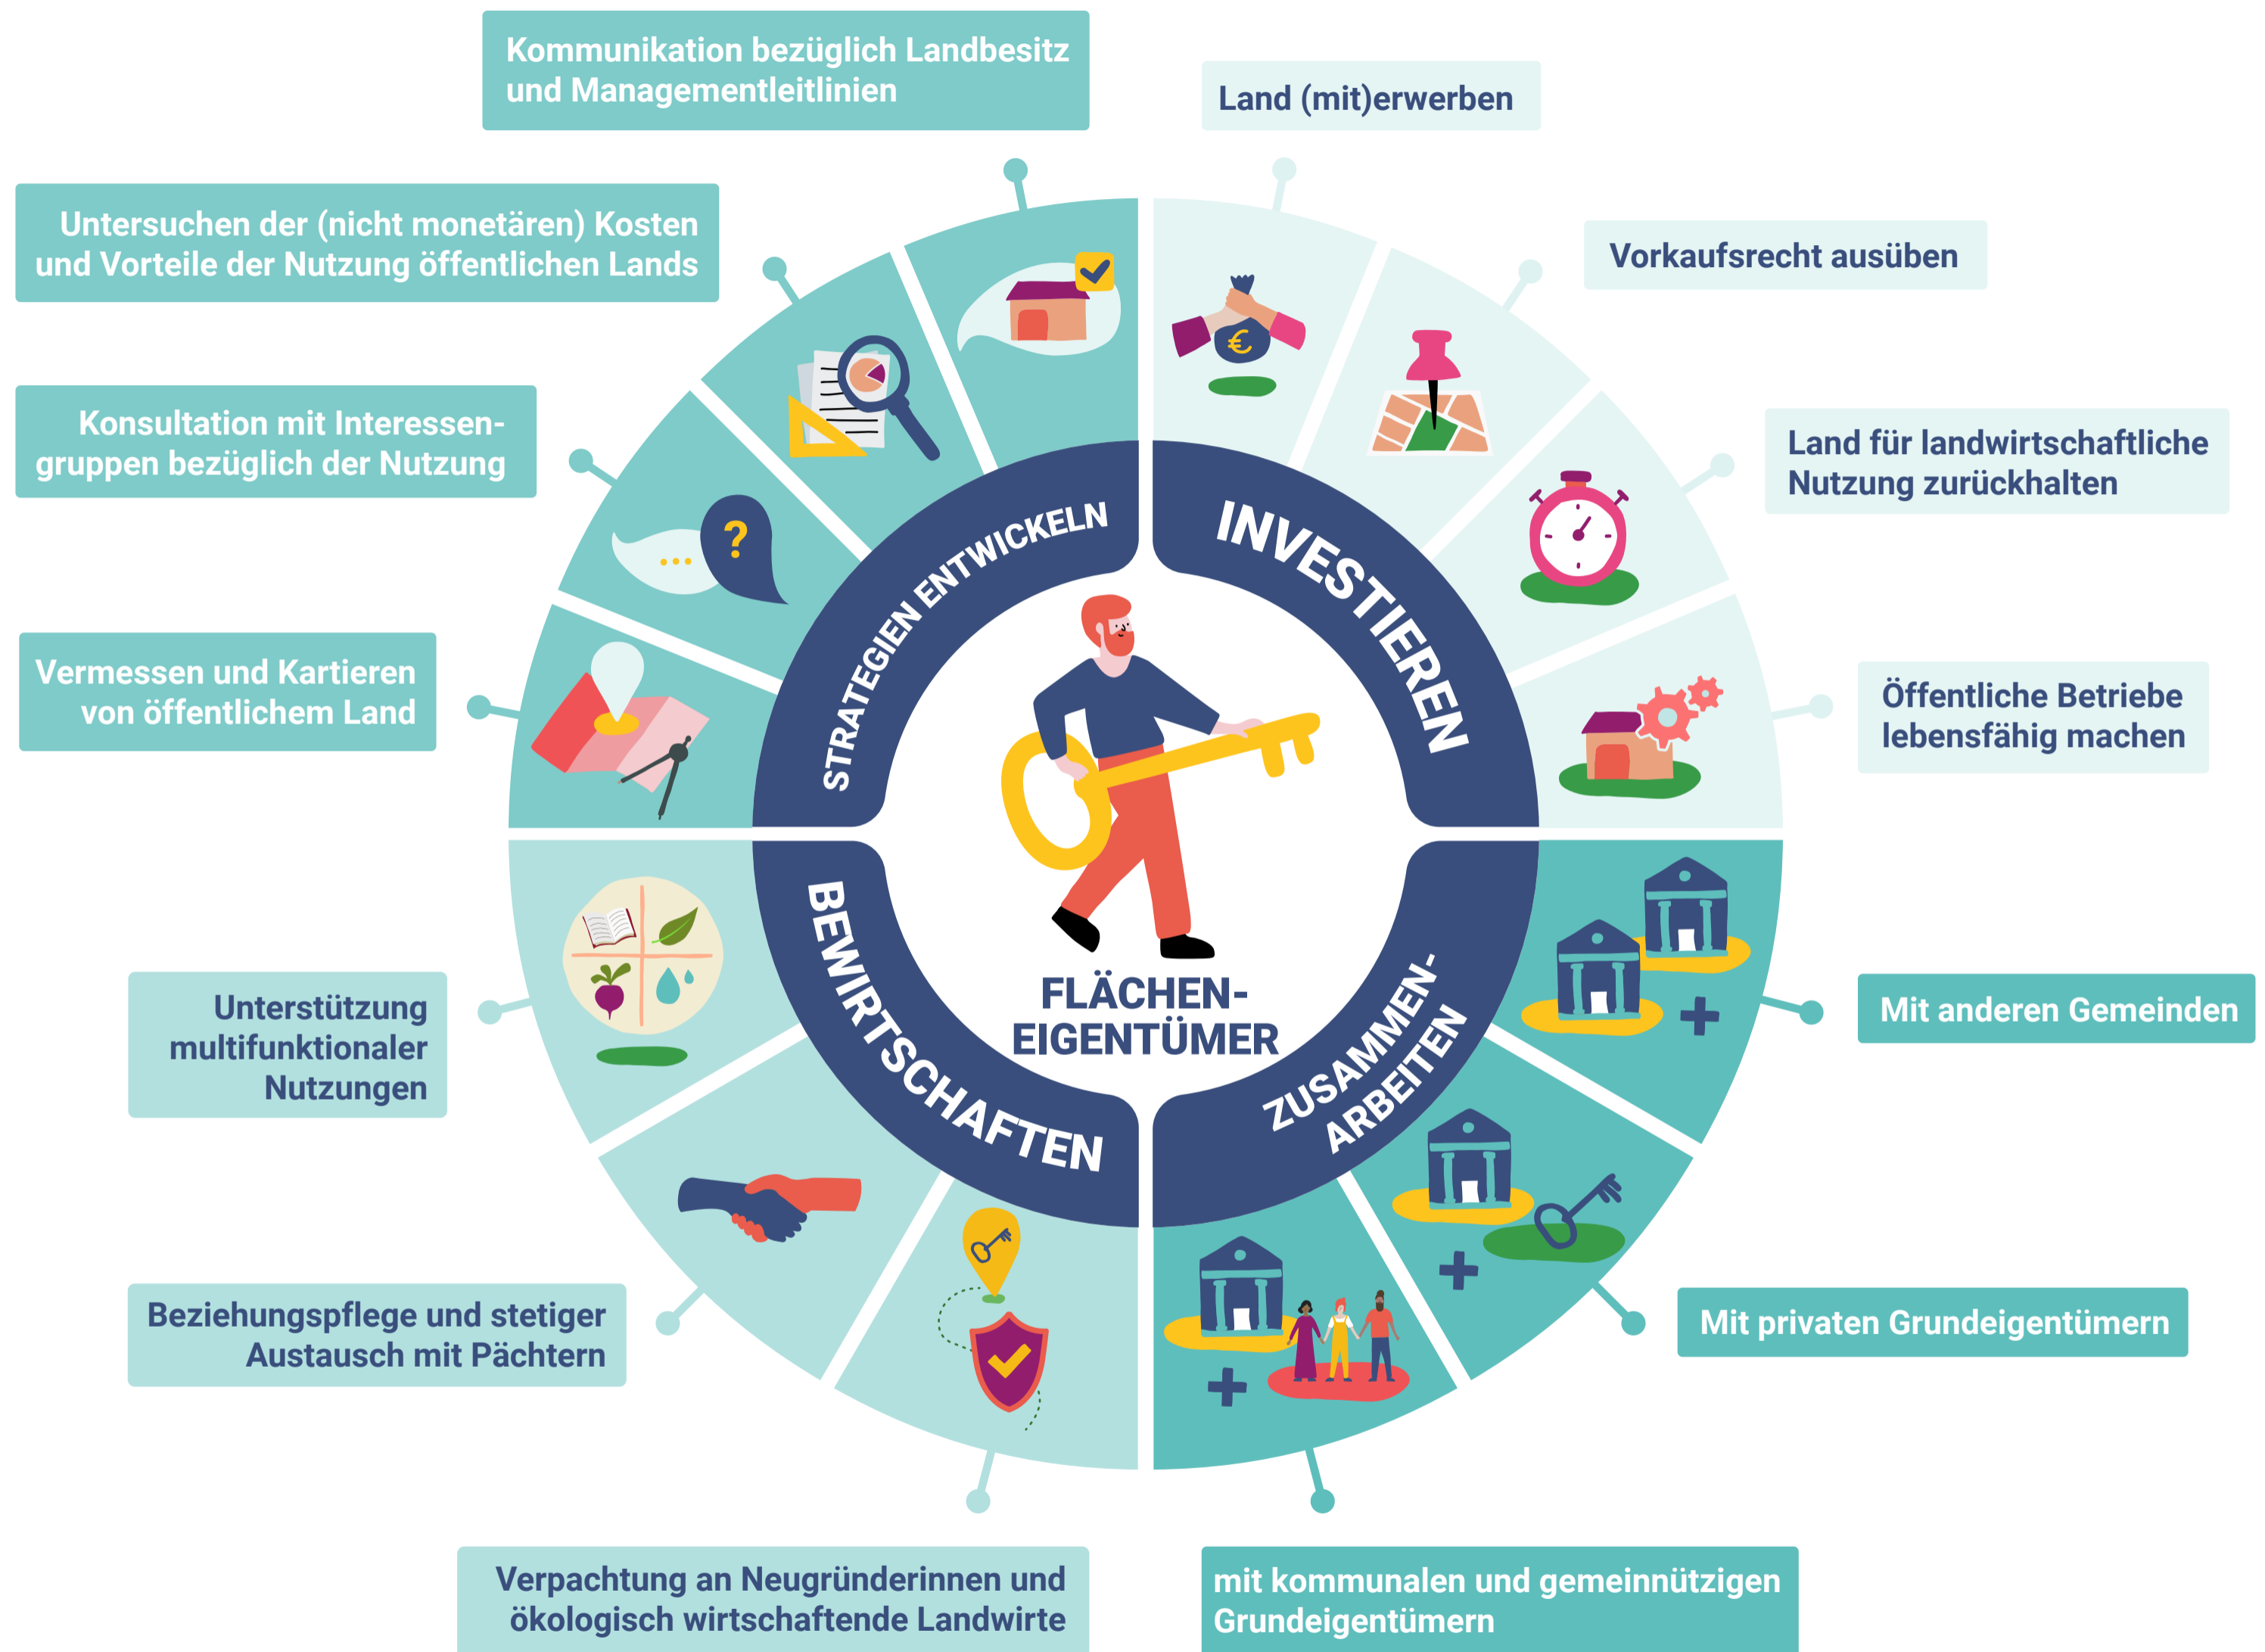 Kommunikation bezüglich Landbesitz
und Managementleitlinien
Land (mit)erwerben
Untersuchen der (nicht monetären) Kosten
und Vorteile der Nutzung öffentlichen Lands
Vorkaufsrecht ausüben
Konsultation mit Interessen-
gruppen bezüglich der Nutzung
Land für landwirtschaftliche
Nutzung zurückhalten
Vermessen und Kartieren
von öffentlichem Land
Öffentliche Betriebe
lebensfähig machen
STRATEGIEN ENTWICKELN
INVESTIEREN
€
?
BEWIRTSCHAFTEN
ZUSAMMEN-
ARBEITEN
FLÄCHEN-
EIGENTÜMER
Unterstützung
multifunktionaler
Nutzungen
Mit anderen Gemeinden
Beziehungspflege und stetiger
Austausch mit Pächtern
Mit privaten Grundeigentümern
Verpachtung an Neugründerinnen und
ökologisch wirtschaftende Landwirte
mit kommunalen und gemeinnützigen
Grundeigentümern